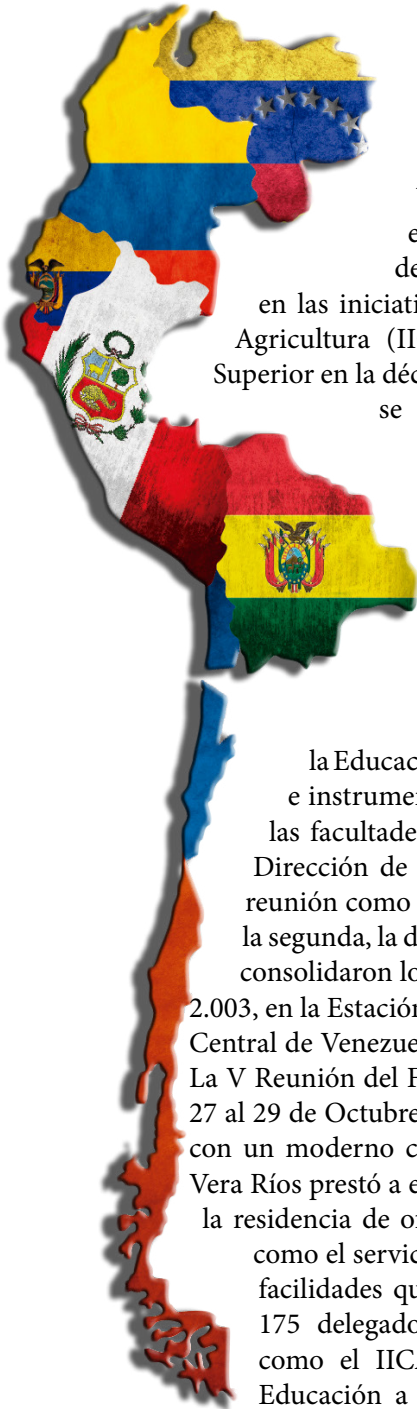 e
de
en las iniciati
Agricultura (II
Superior en la déc
se
la Educac
e instrumen
las facultade
Dirección de
reunión como
la segunda, la d
consolidaron lo
2.003, en la Estación
Central de Venezue
La V Reunión del F
27 al 29 de Octubre
con un moderno c
Vera Ríos prestó a e
la residencia de of
como el servic
facilidades qu
175 delegado
como el IICA
Educación a